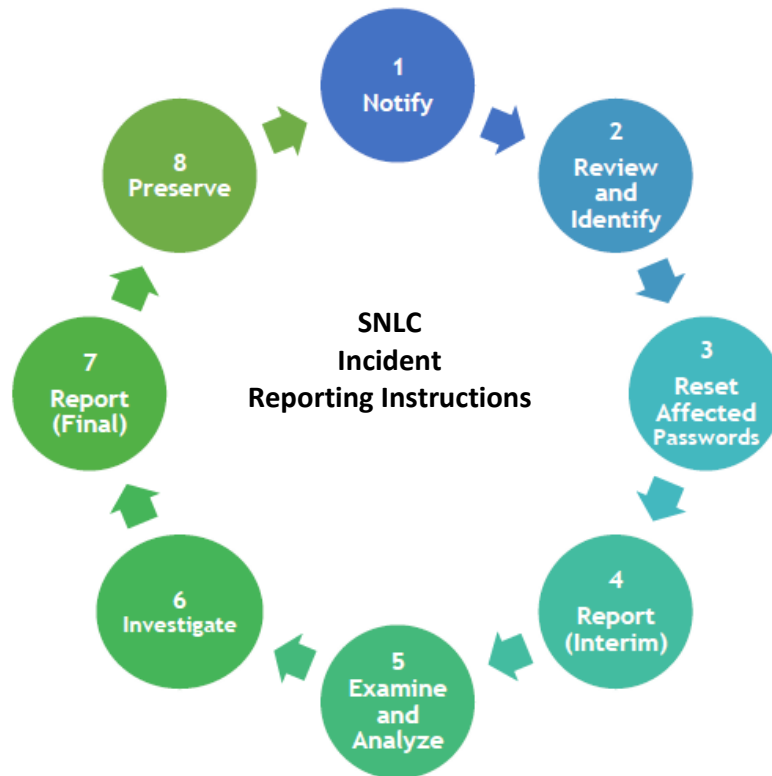 1
Notify
2
Review
and
Identify
3
Reset
Affected
Passwords
4
Report
(Interim)
5
Examine
and
Analyze
6
Investigate
7
Report
(Final)
8
Preserve
SNLC
Incident
Reporting Instructions